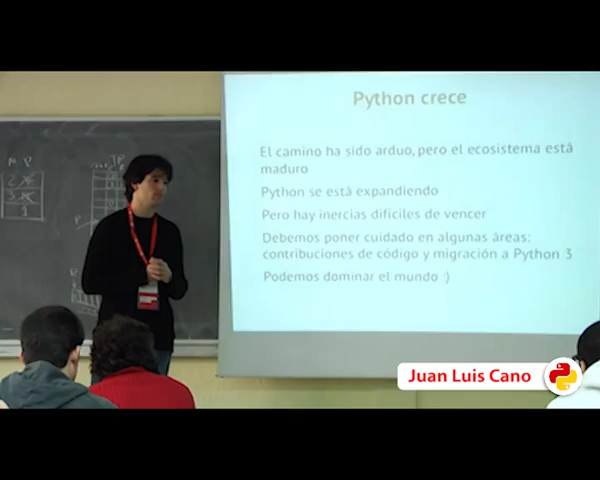 Python crece
El camino ha sido arduo, pero el ecosistema está
maduro
Python se está expandiendo
Pero hay inercias difíciles de vencer
Debemos poner cuidado en algunas áreas:
contribuciones de código y migración a Python 3
Podemos dominar el mundo :)
Juan Luis Cano